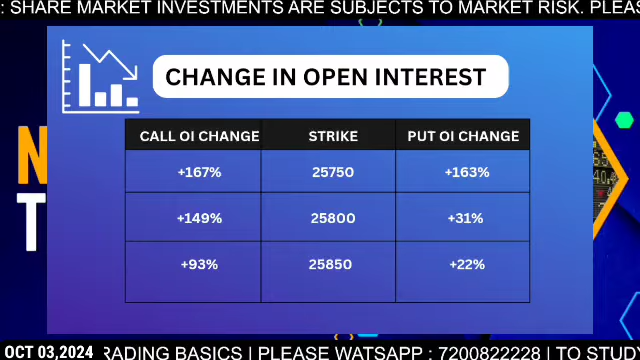 : SHARE MARKET INVESTMENTS ARE SUBJECTS TO MARKET RISK. PLEAS
CHANGE IN OPEN INTEREST
CALL OI CHANGE STRIKE PUT OI CHANGE
+167% 25750 +163%
+149% 25800 +31%
+93% 25850 +22%
N
T
OCT 03,2024 RADING BASICS | PLEASE WATSAPP : 7200822228 | TO STUDY